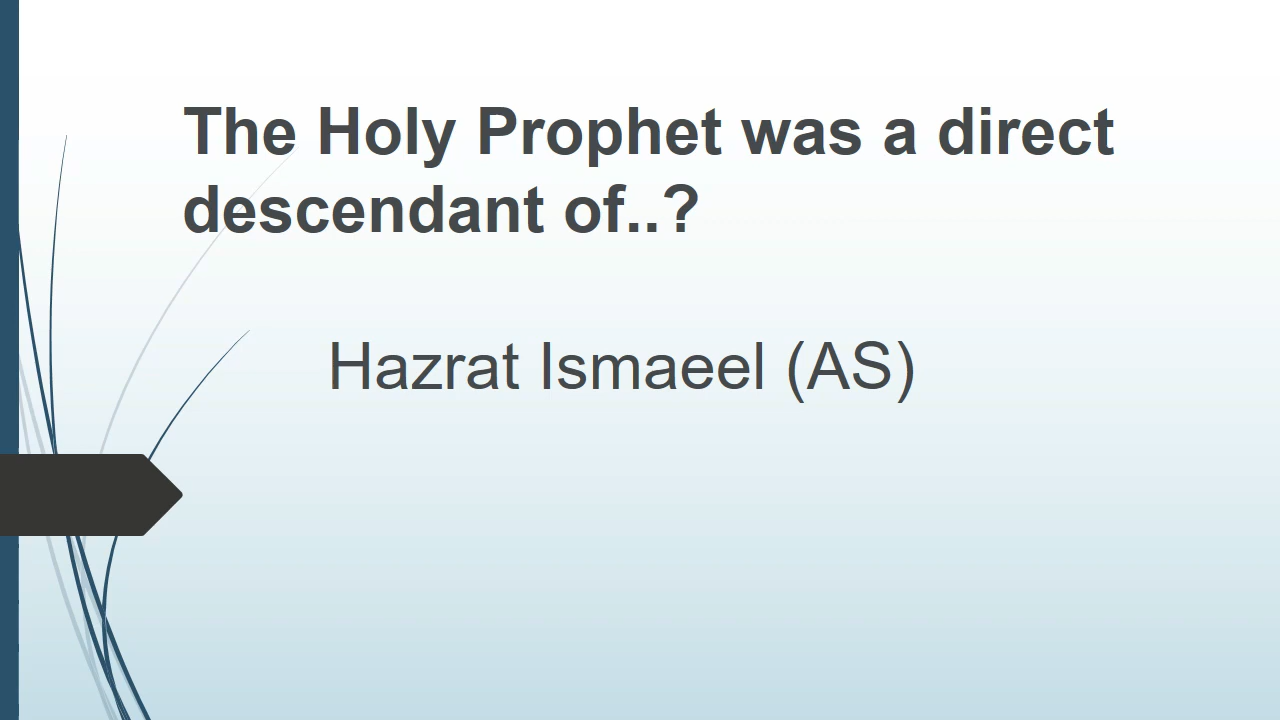 The Holy Prophet was a direct
descendant of..?
Hazrat Ismaeel (AS)